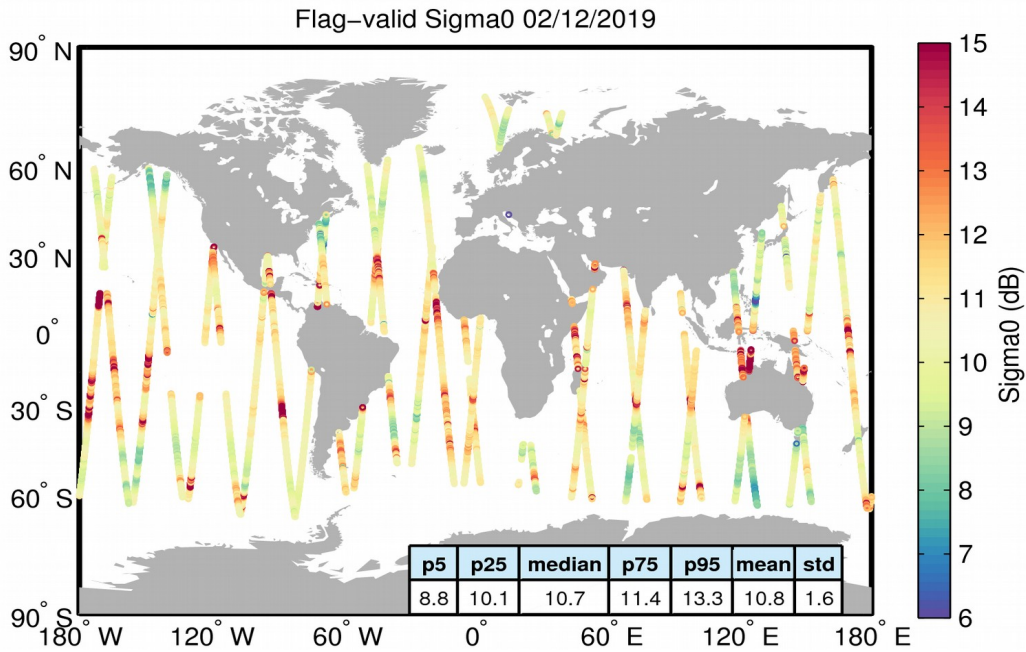 Flag−valid Sigma0 02/12/2019
90° N
60° N
30° N
0°
30° S
60° S
90° S
180° W
120° W
60° W
0°
60° E
120° E
180° E
p5 p25 median p75 p95 mean std
8.8 10.1 10.7 11.4 13.3 10.8 1.6
15
14
13
12
11
10
9
8
7
6
Sigma0 (dB)